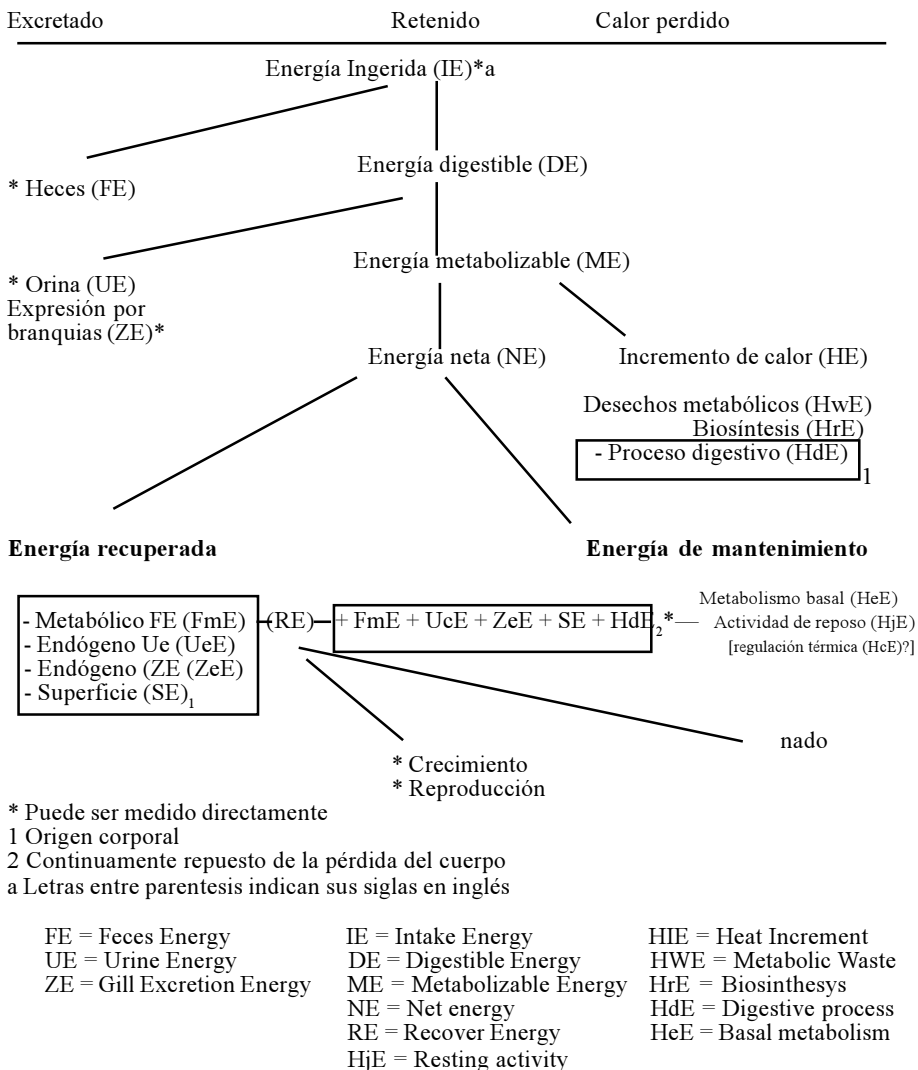 Excretado Retenido Calor perdido
Energía Ingerida (IE)*a
Energía digestible (DE)
* Heces (FE)
Energía metabolizable (ME)
* Orina (UE)
Expresión por
branquias (ZE)*
Energía neta (NE) Incremento de calor (HE)
Desechos metabólicos (HwE)
Biosíntesis (HrE)
- Proceso digestivo (HdE)
1
Energía recuperada Energía de mantenimiento
- Metabólico FE (FmE)
- Endógeno Ue (UeE)
- Endógeno (ZE (ZeE)
- Superficie (SE)1
(RE)
+ FmE + UcE + ZeE + SE + HdE2*
Metabolismo basal (HeE)
Actividad de reposo (HjE)
[regulación térmica (HcE)?]
nado
* Crecimiento
* Reproducción
* Puede ser medido directamente
1 Origen corporal
2 Continuamente repuesto de la pérdida del cuerpo
a Letras entre parentesis indican sus siglas en inglés
FE = Feces Energy IE = Intake Energy HIE = Heat Increment
UE = Urine Energy DE = Digestible Energy HWE = Metabolic Waste
ZE = Gill Excretion Energy ME = Metabolizable Energy HrE = Biosinthesys
NE = Net energy HdE = Digestive process
RE = Recover Energy HeE = Basal metabolism
HjE = Resting activity